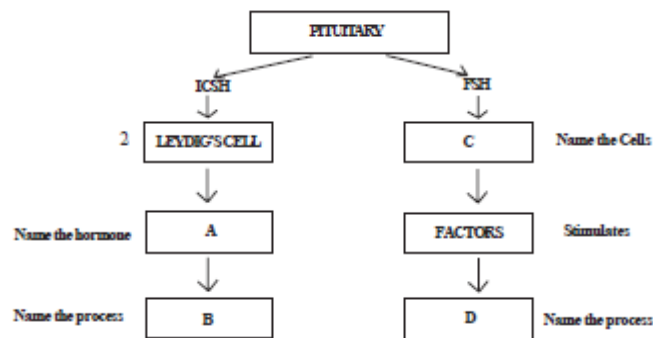 PITUITARY
ICSH FSH
2 LEYDIG'S CELL C Name the Cells
Name the hormone A FACTORS Stimulates
Name the process B D Name the process